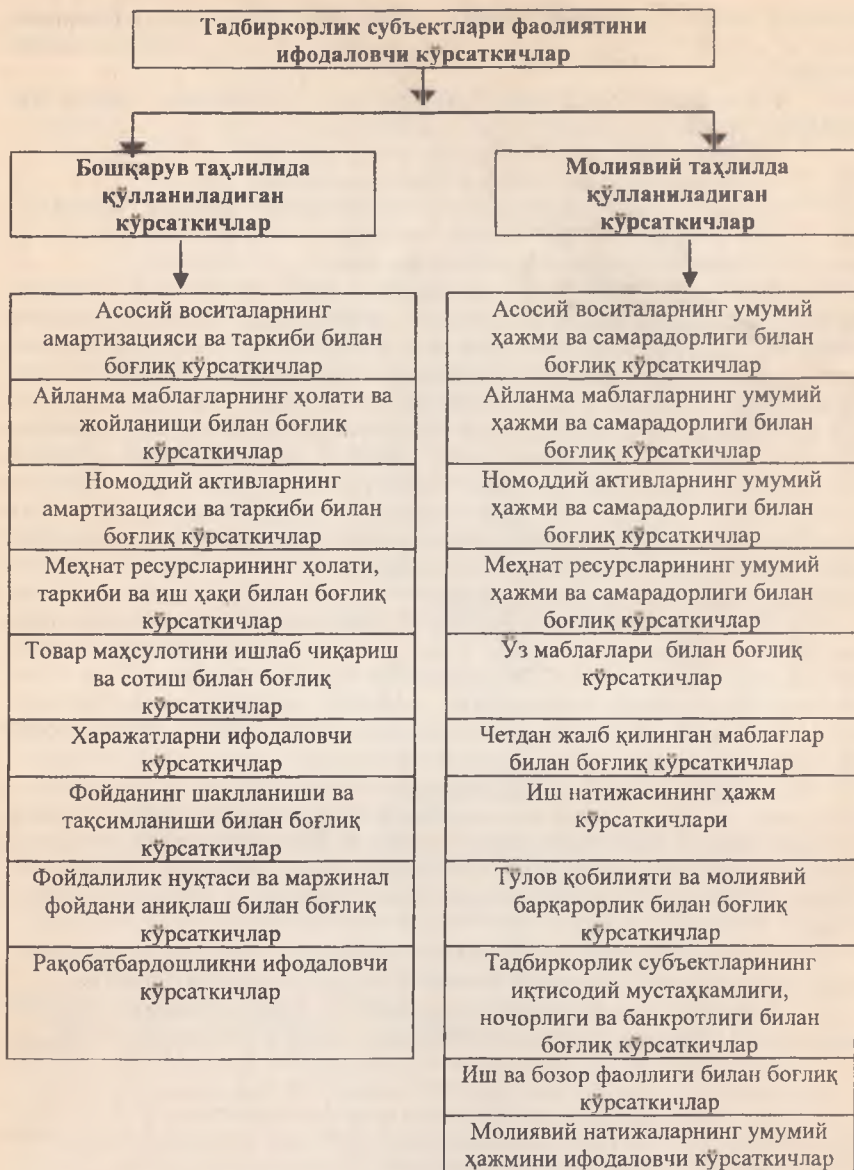 Тадбиркорлик субъектлари фаолиятини
ифодаловчи кўрсаткичлар
Бошқарув таҳлилида
қўлланиладиган
кўрсаткичлар
Асосий воситаларнинг
амартизацияси ва таркиби билан
боғлиқ кўрсаткичлар
Айланма маблағларнинг ҳолати ва
жойланиши билан боғлиқ
кўрсаткичлар
Номоддий активларнинг
амартизацияси ва таркиби билан
боғлиқ кўрсаткичлар
Меҳнат ресурсларининг ҳолати,
таркиби ва иш ҳақи билан боғлиқ
кўрсаткичлар
Товар маҳсулотини ишлаб чиқариш
ва сотиш билан боғлиқ
кўрсаткичлар
Харажатларни ифодаловчи
кўрсаткичлар
Фойданинг шаклланиши ва
тақсимланиши билан боғлиқ
кўрсаткичлар
Фойдалилик нуқтаси ва маржинал
фойдани аниқлаш билан боғлиқ
кўрсаткичлар
Рақобатбардошликни ифодаловчи
кўрсаткичлар
Молиявий таҳлилда
қўлланиладиган
кўрсаткичлар
Асосий воситаларнинг умумий
ҳажми ва самарадорлиги билан
боғлиқ кўрсаткичлар
Айланма маблағларнинг умумий
ҳажми ва самарадорлиги билан
боғлиқ кўрсаткичлар
Номоддий активларнинг умумий
ҳажми ва самарадорлиги билан
боғлиқ кўрсаткичлар
Меҳнат ресурсларининг умумий
ҳажми ва самарадорлиги билан
боғлиқ кўрсаткичлар
Ўз маблағлари билан боғлиқ
кўрсаткичлар
Четдан жалб қилинган маблағлар
билан боғлиқ кўрсаткичлар
Иш натижасининг ҳажм
кўрсаткичлари
Тўлов қобилияти ва молиявий
барқарорлик билан боғлиқ
кўрсаткичлар
Тадбиркорлик субъектларининг
иқтисодий мустаҳкамлиги,
ночорлиги ва банкротлиги билан
боғлиқ кўрсаткичлар
Иш ва бозор фаоллиги билан боғлиқ
кўрсаткичлар
Молиявий натижаларнинг умумий
ҳажмини ифодаловчи кўрсаткичлар